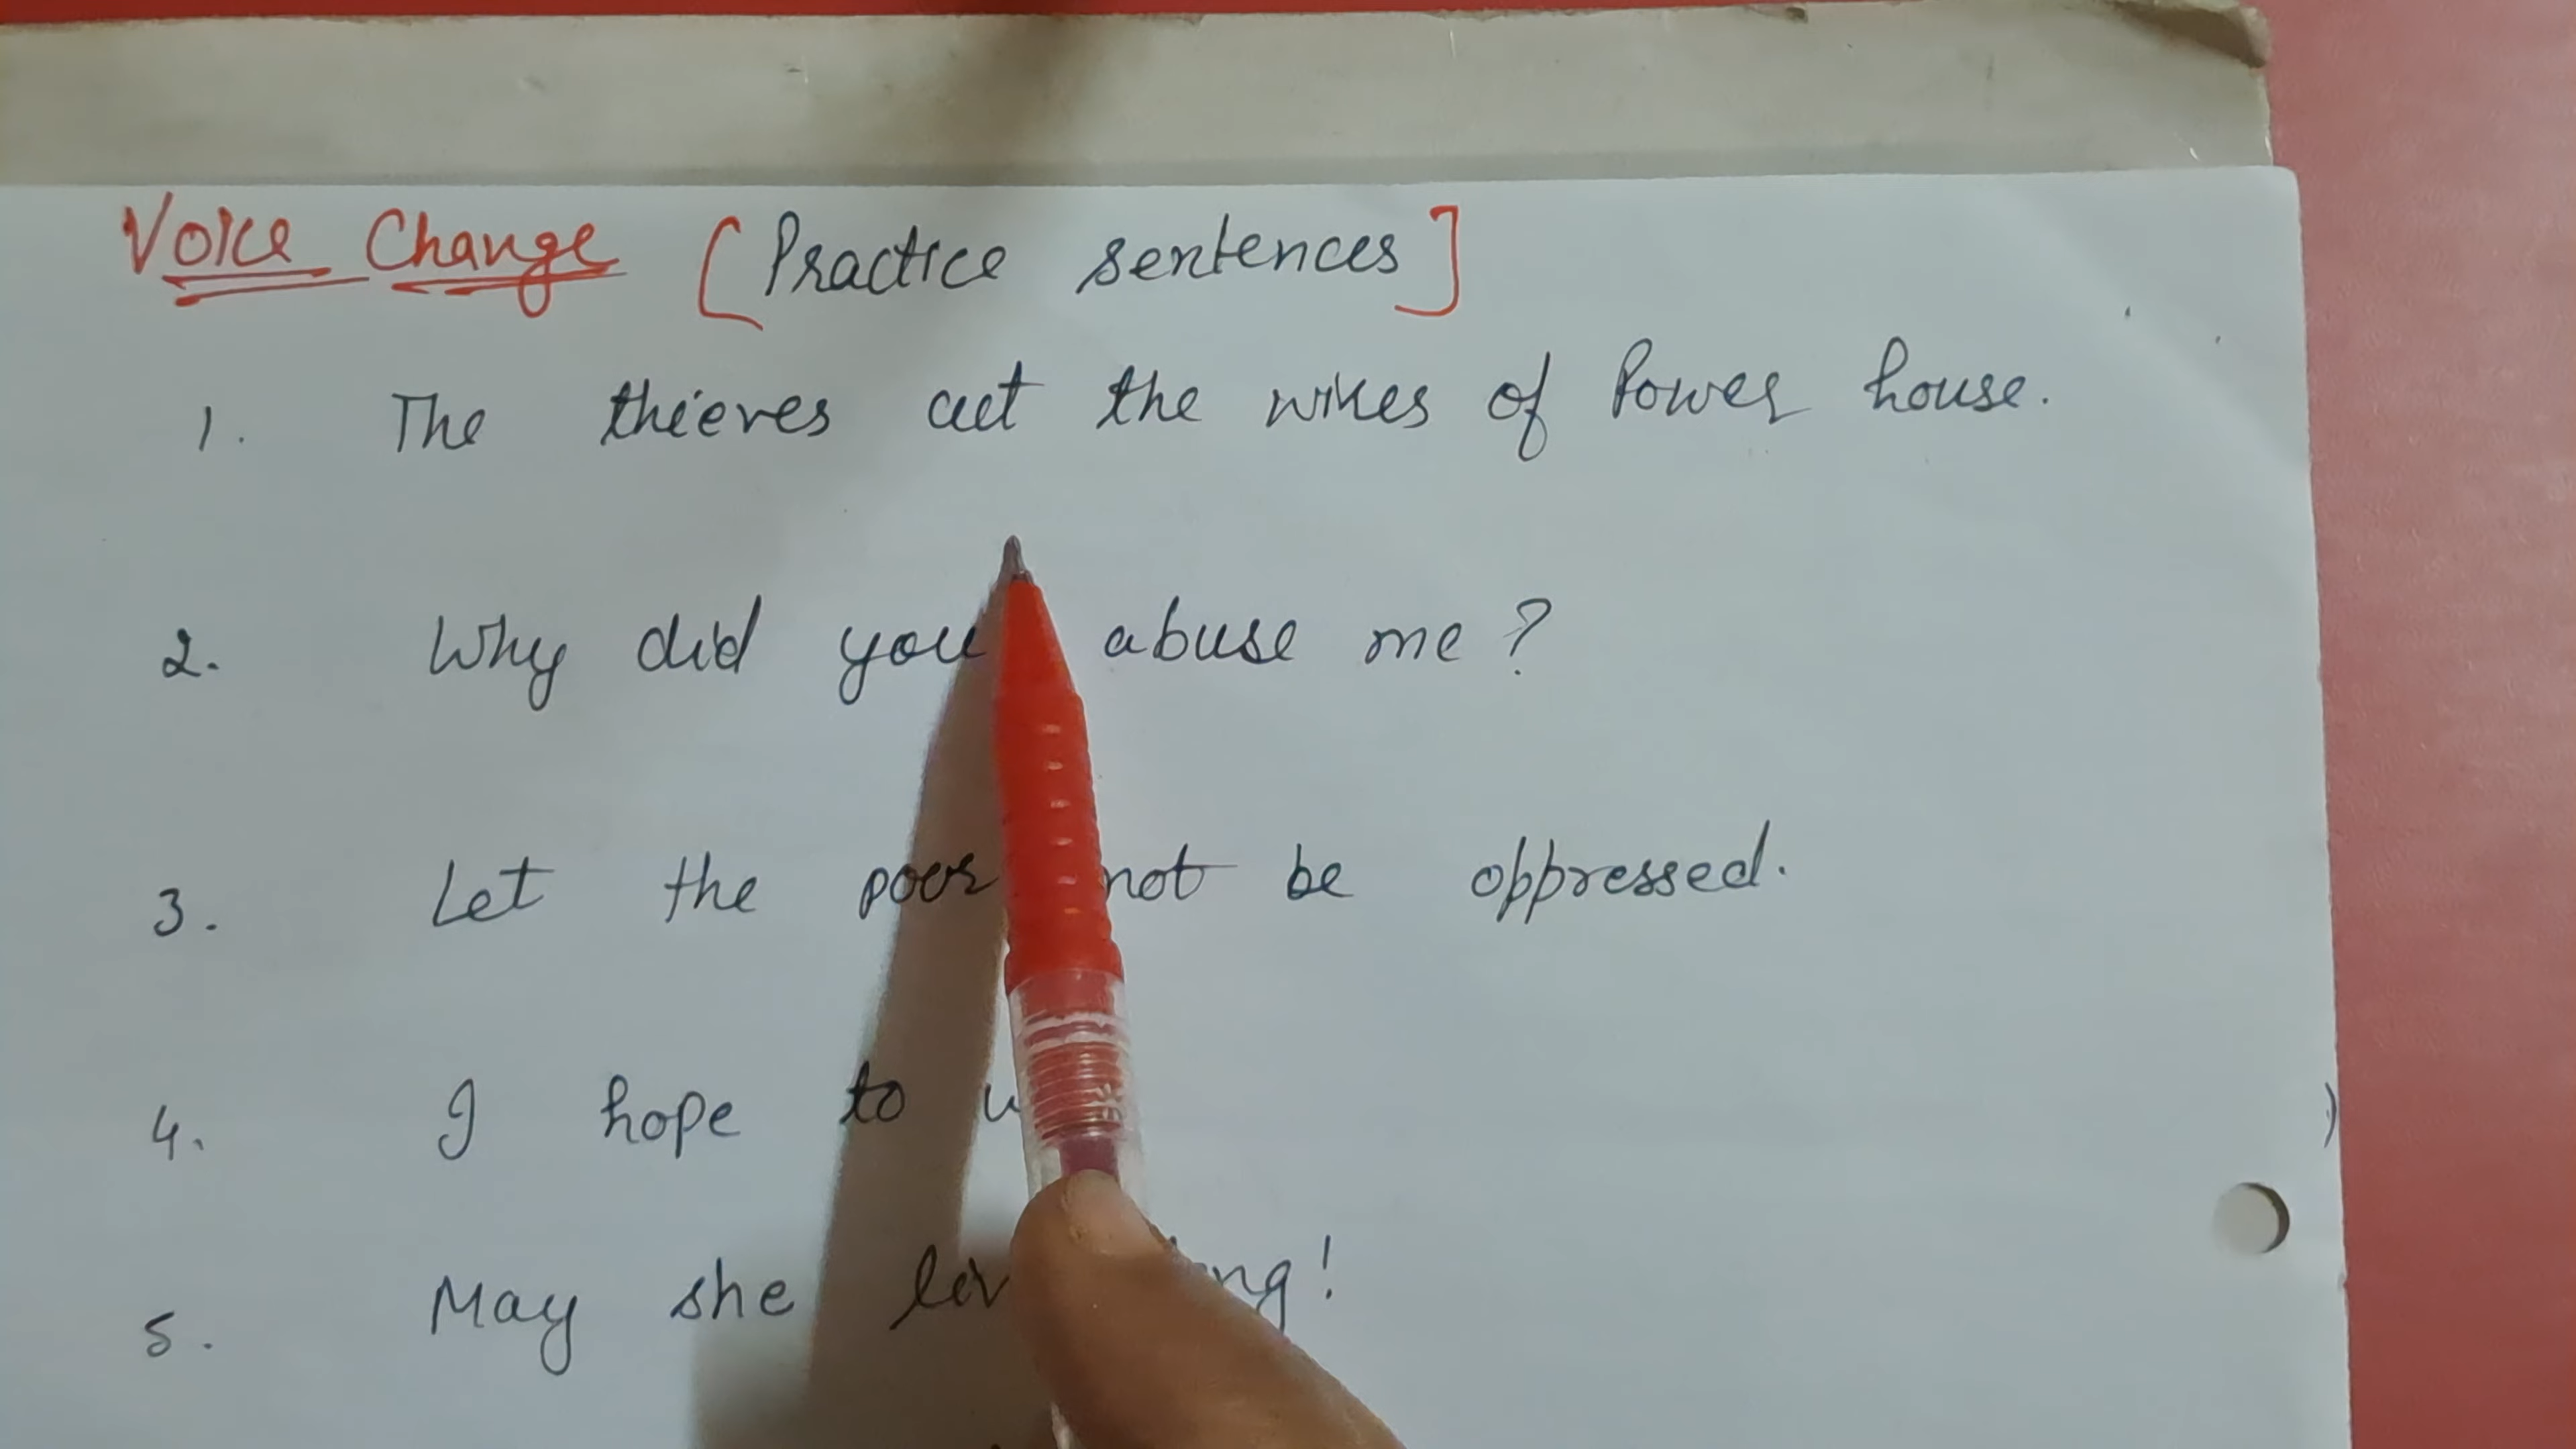 Voice Change [Practice sentences]
1. The thieves cut the wires of Power house.
2. Why did you abuse me?
3. Let the poor not be oppressed.
4. I hope to
5. May she